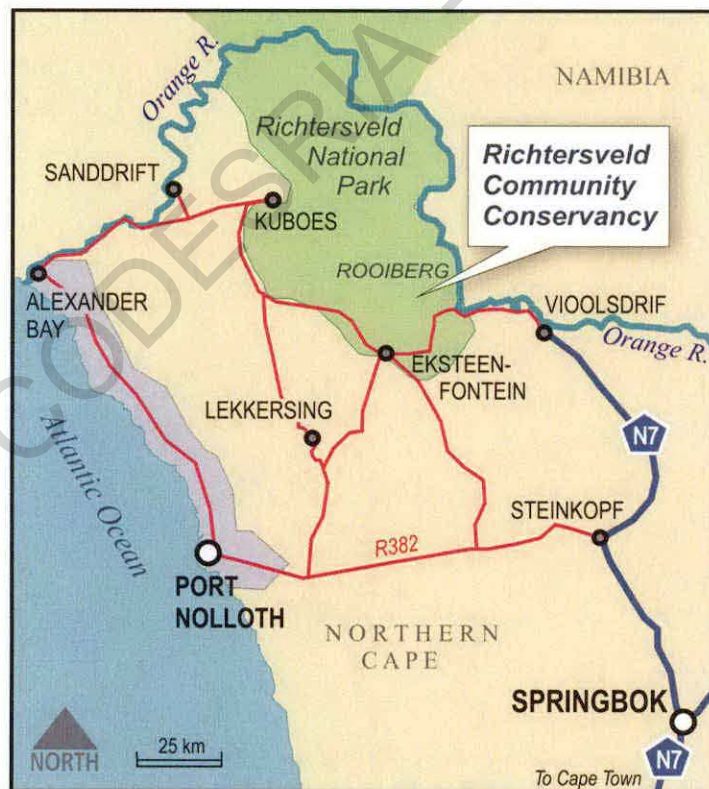 Orange R.
NAMIBIA
Richtersveld
National
Park
Richtersveld
Community
Conservancy
SANDDRIFT
KUBOES
ROOIBERG
ALEXANDER
BAY
VIOOLSDRIF
Orange R.
EKSTEEN-
FONTEIN
LEKKERSING
N7
Atlantic Ocean
STEINKOPF
R382
PORT
NOLLOTH
NORTHERN
CAPE
SPRINGBOK
25 km
NORTH
N7
To Cape Town